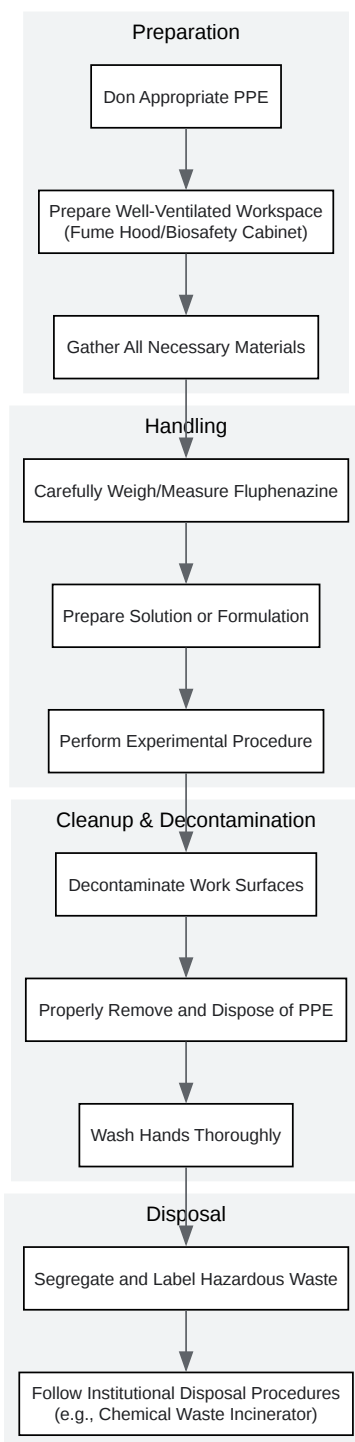 Preparation
Don Appropriate PPE
Prepare Well-Ventilated Workspace
(Fume Hood/Biosafety Cabinet)
Gather All Necessary Materials
Handling
Carefully Weigh/Measure Fluphenazine
Prepare Solution or Formulation
Perform Experimental Procedure
Cleanup & Decontamination
Decontaminate Work Surfaces
Properly Remove and Dispose of PPE
Wash Hands Thoroughly
Disposal
Segregate and Label Hazardous Waste
Follow Institutional Disposal Procedures
(e.g., Chemical Waste Incinerator)